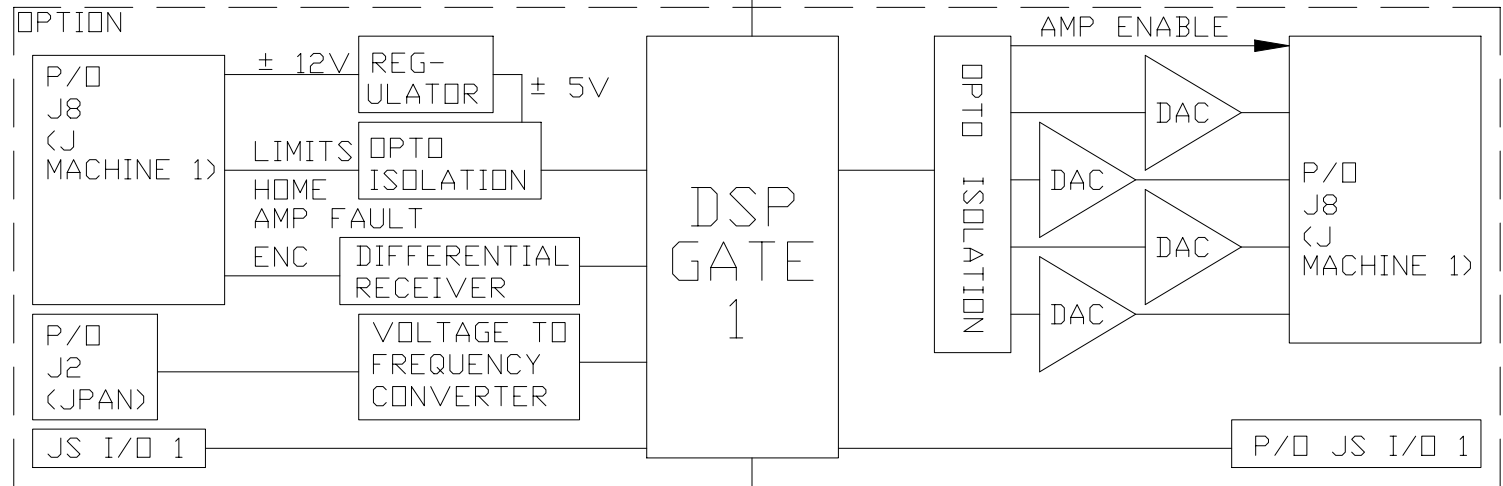 OPTION
P/O
J8
(J
MACHINE 1)
± 12V
REG-
ULATOR
± 5V
LIMITS
HOME
AMP FAULT
OPTO
ISOLATION
ENC
DIFFERENTIAL
RECEIVER
P/O
J2
(JPAN)
VOLTAGE TO
FREQUENCY
CONVERTER
JS I/O 1
DSP
GATE
1
OPTO ISOLATION
AMP ENABLE
DAC
DAC
DAC
DAC
P/O
J8
(J
MACHINE 1)
P/O JS I/O 1